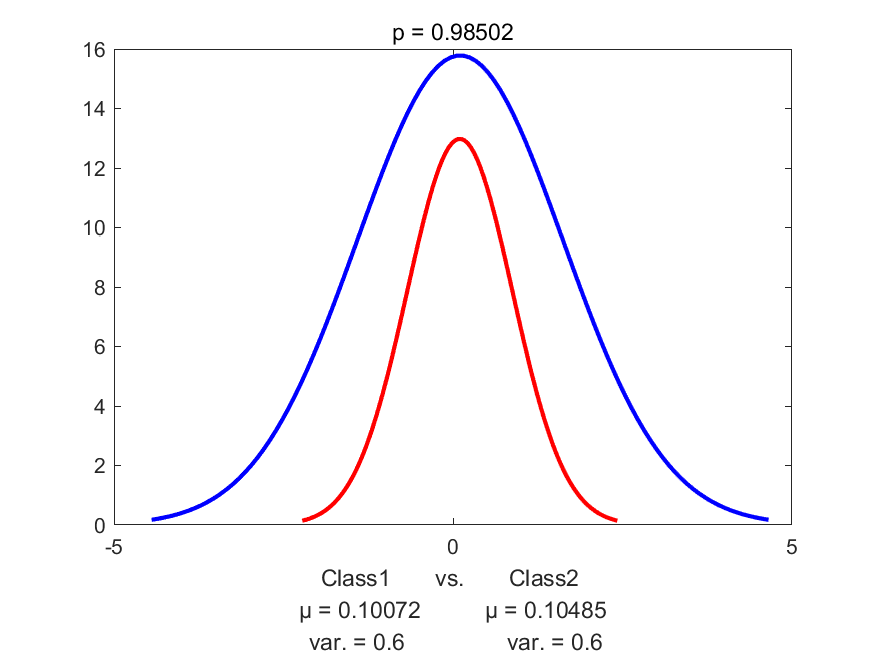 p = 0.98502
16
14
12
10
8
6
4
2
0
-5 0 5
Class1 vs. Class2
μ = 0.10072 μ = 0.10485
var. = 0.6 var. = 0.6